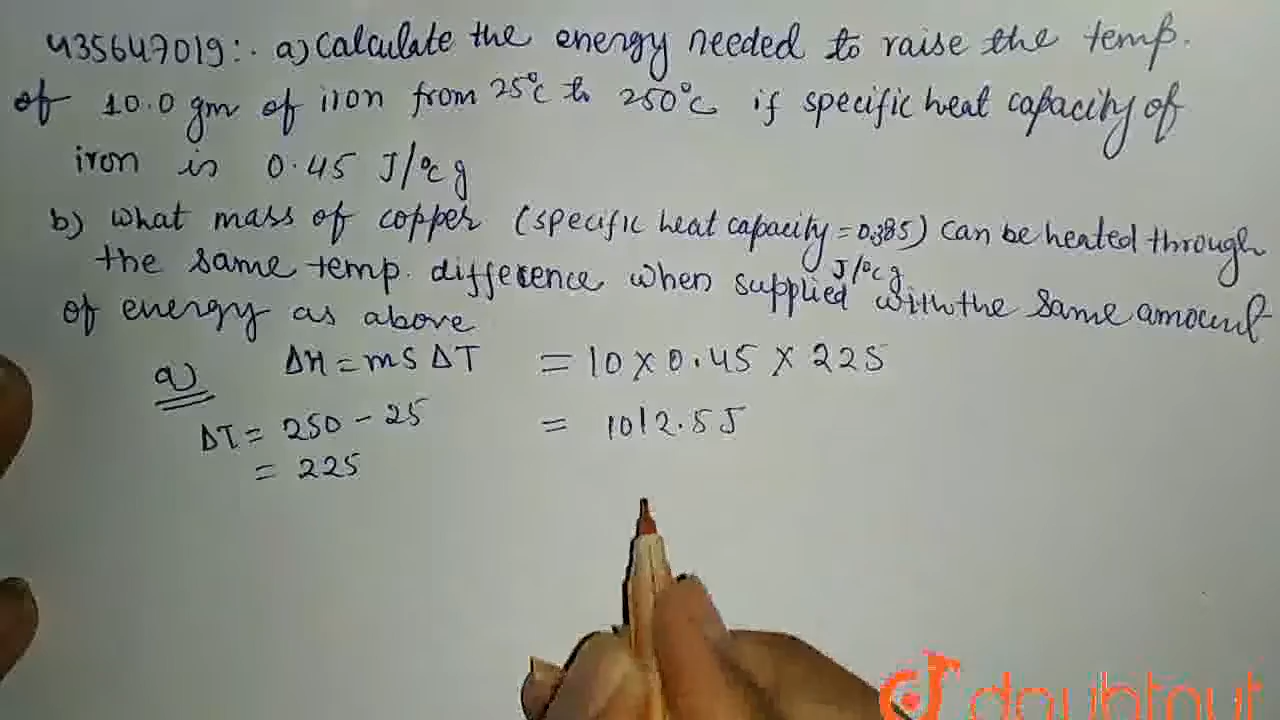 435647019:. a) Calculate the energy needed to raise the temp.
of 10.0 gm of iron from 25°C to 250°C if specific heat capacity of
iron is 0.45 J/°C g
b) what mass of copper (specific heat capacity = 0.385) can be heated through
J/°C g
the same temp. difference when supplied with the same amount
of energy as above
a) ΔH = ms ΔT = 10 × 0.45 × 225
ΔT = 250 - 25 = 1012.5 J
= 225
doubtnut